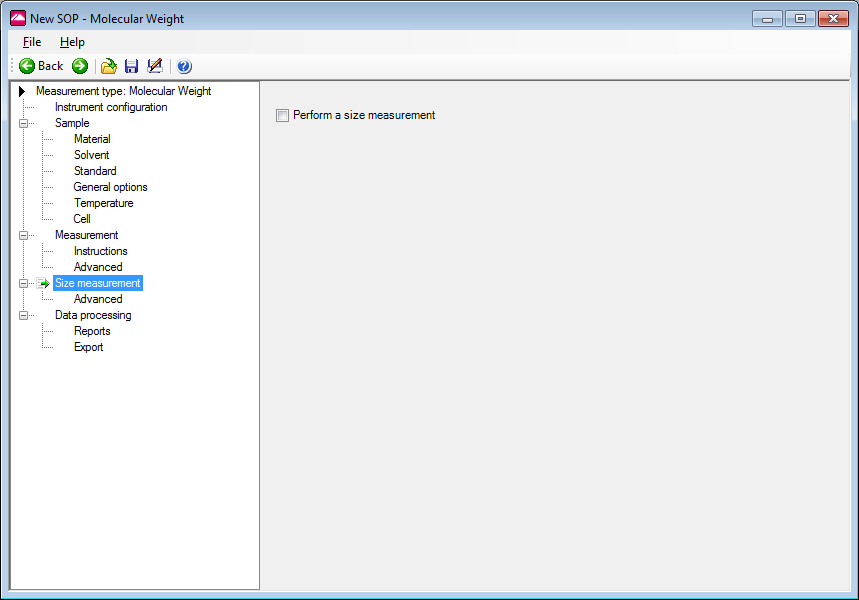 New SOP - Molecular Weight
File Help
Back
Measurement type: Molecular Weight
Instrument configuration
Sample
Material
Solvent
Standard
General options
Temperature
Cell
Measurement
Instructions
Advanced
Size measurement
Advanced
Data processing
Reports
Export
Perform a size measurement